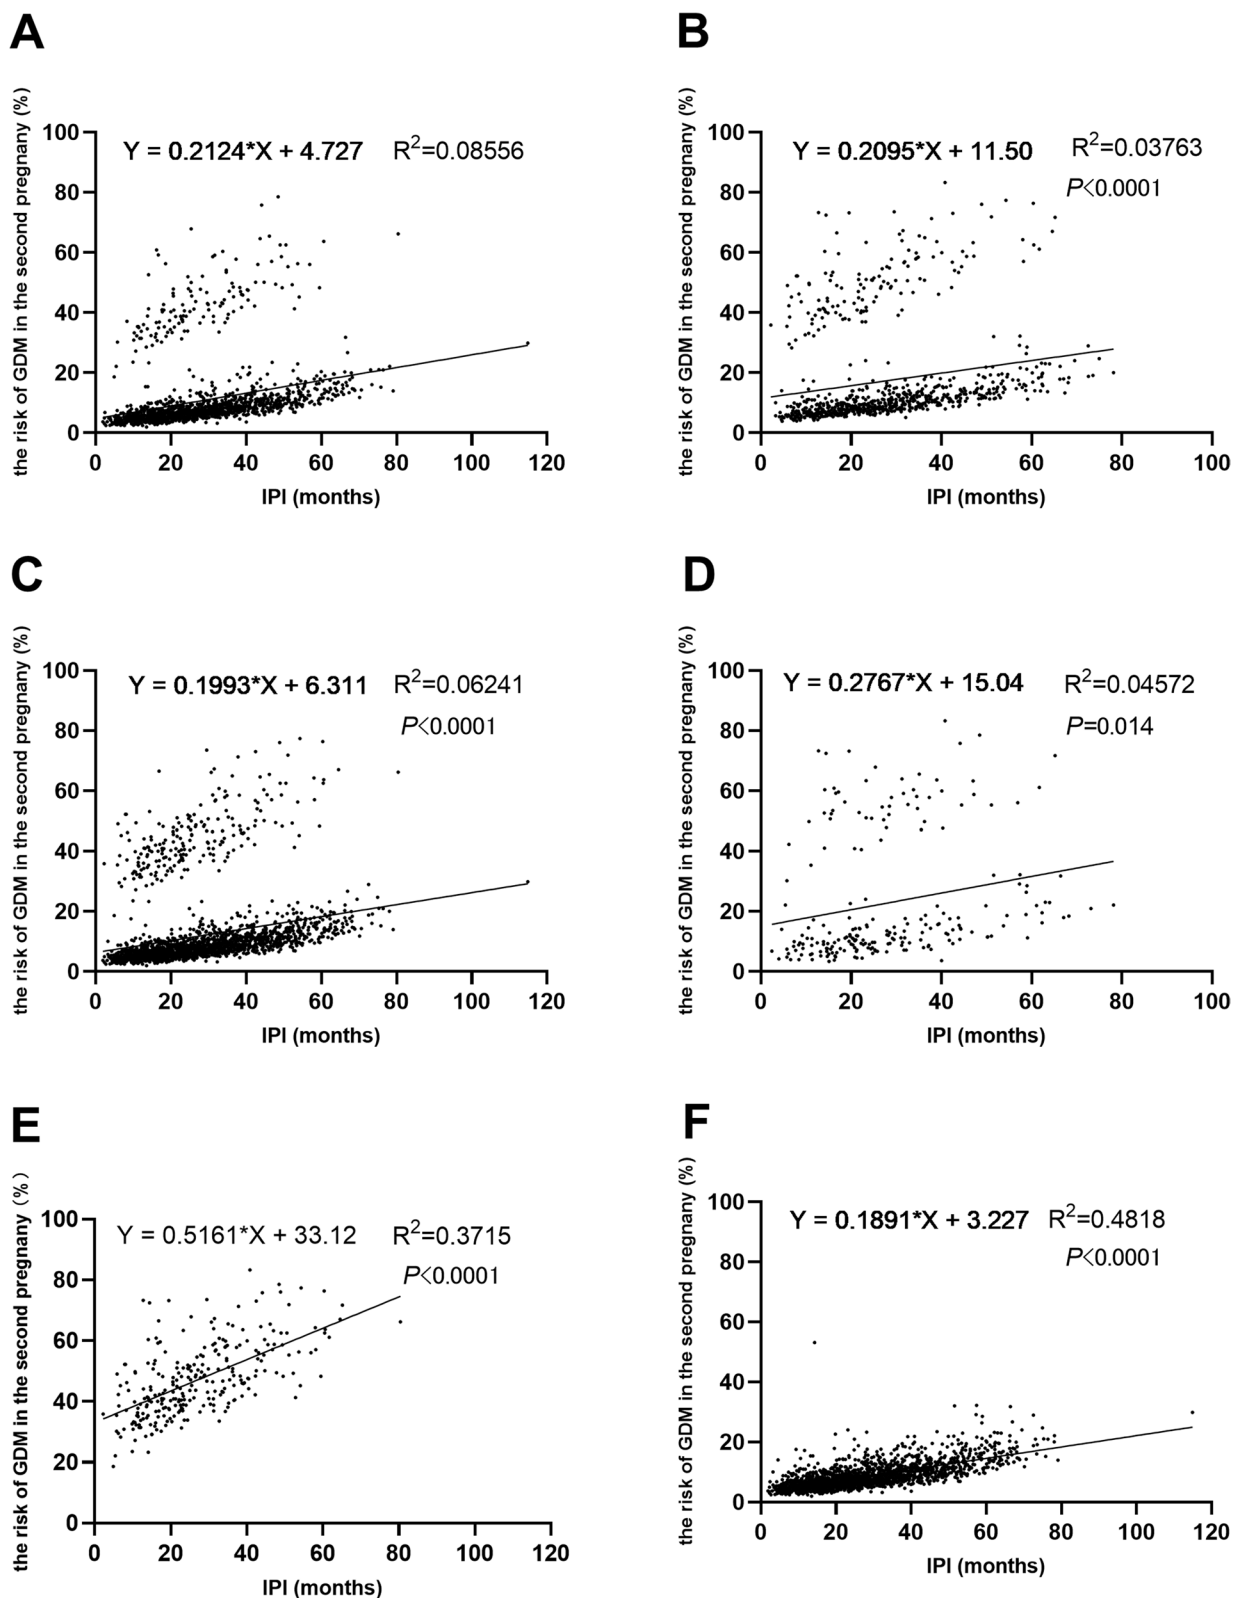 A
the risk of GDM in the second pregnany (%)
Y = 0.2124*X + 4.727
R²=0.08556
100
80
60
40
20
0
0 20 40 60 80 100 120
IPI (months)
B
the risk of GDM in the second pregnany (%)
Y = 0.2095*X + 11.50
R²=0.03763
P<0.0001
100
80
60
40
20
0
0 20 40 60 80 100
IPI (months)
C
the risk of GDM in the second pregnany (%)
Y = 0.1993*X + 6.311
R²=0.06241
P<0.0001
100
80
60
40
20
0
0 20 40 60 80 100 120
IPI (months)
D
the risk of GDM in the second pregnany (%)
Y = 0.2767*X + 15.04
R²=0.04572
P=0.014
100
80
60
40
20
0
0 20 40 60 80 100
IPI (months)
E
the risk of GDM in the second pregnany (%)
Y = 0.5161*X + 33.12
R²=0.3715
P<0.0001
100
80
60
40
20
0
0 20 40 60 80 100 120
IPI (months)
F
the risk of GDM in the second pregnany (%)
Y = 0.1891*X + 3.227
R²=0.4818
P<0.0001
100
80
60
40
20
0
0 20 40 60 80 100 120
IPI (months)